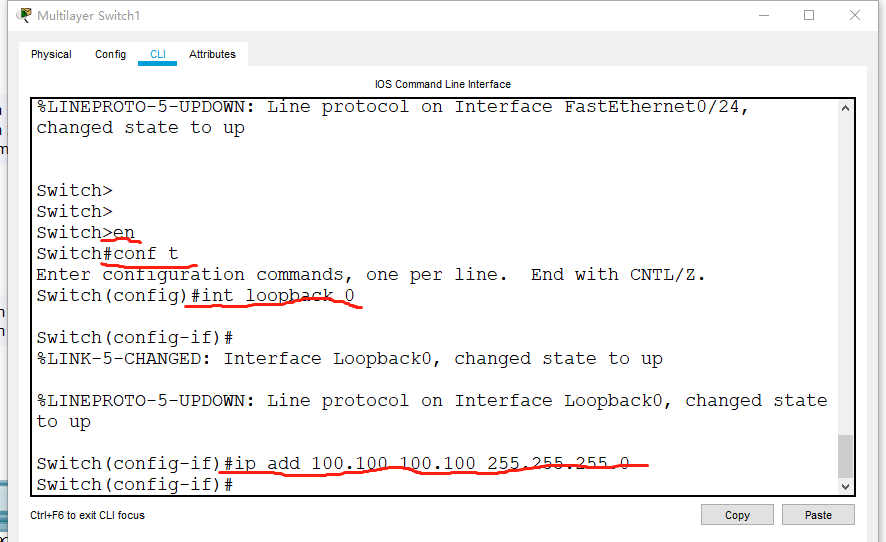 Multilayer Switch1
Physical Config CLI Attributes
IOS Command Line Interface
%LINEPROTO-5-UPDOWN: Line protocol on Interface FastEthernet0/24,
changed state to up
Switch>
Switch>
Switch>en
Switch#conf t
Enter configuration commands, one per line. End with CNTL/Z.
Switch(config)#int loopback 0
Switch(config-if)#
%LINK-5-CHANGED: Interface Loopback0, changed state to up
%LINEPROTO-5-UPDOWN: Line protocol on Interface Loopback0, changed state
to up
Switch(config-if)#ip add 100.100.100.100 255.255.255.0
Switch(config-if)#
Ctrl+F6 to exit CLI focus
Copy Paste